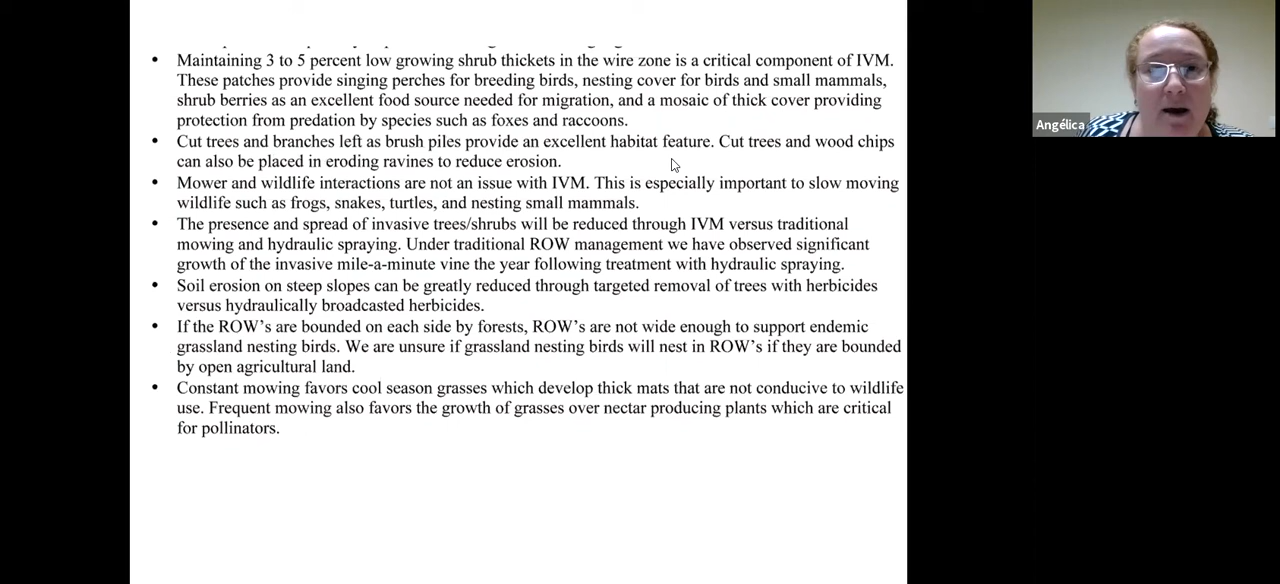 • Maintaining 3 to 5 percent low growing shrub thickets in the wire zone is a critical component of IVM.
These patches provide singing perches for breeding birds, nesting cover for birds and small mammals,
shrub berries as an excellent food source needed for migration, and a mosaic of thick cover providing
protection from predation by species such as foxes and raccoons.
• Cut trees and branches left as brush piles provide an excellent habitat feature. Cut trees and wood chips
can also be placed in eroding ravines to reduce erosion.
• Mower and wildlife interactions are not an issue with IVM. This is especially important to slow moving
wildlife such as frogs, snakes, turtles, and nesting small mammals.
• The presence and spread of invasive trees/shrubs will be reduced through IVM versus traditional
mowing and hydraulic spraying. Under traditional ROW management we have observed significant
growth of the invasive mile-a-minute vine the year following treatment with hydraulic spraying.
• Soil erosion on steep slopes can be greatly reduced through targeted removal of trees with herbicides
versus hydraulically broadcasted herbicides.
• If the ROW’s are bounded on each side by forests, ROW’s are not wide enough to support endemic
grassland nesting birds. We are unsure if grassland nesting birds will nest in ROW’s if they are bounded
by open agricultural land.
• Constant mowing favors cool season grasses which develop thick mats that are not conducive to wildlife
use. Frequent mowing also favors the growth of grasses over nectar producing plants which are critical
for pollinators.
Angélica